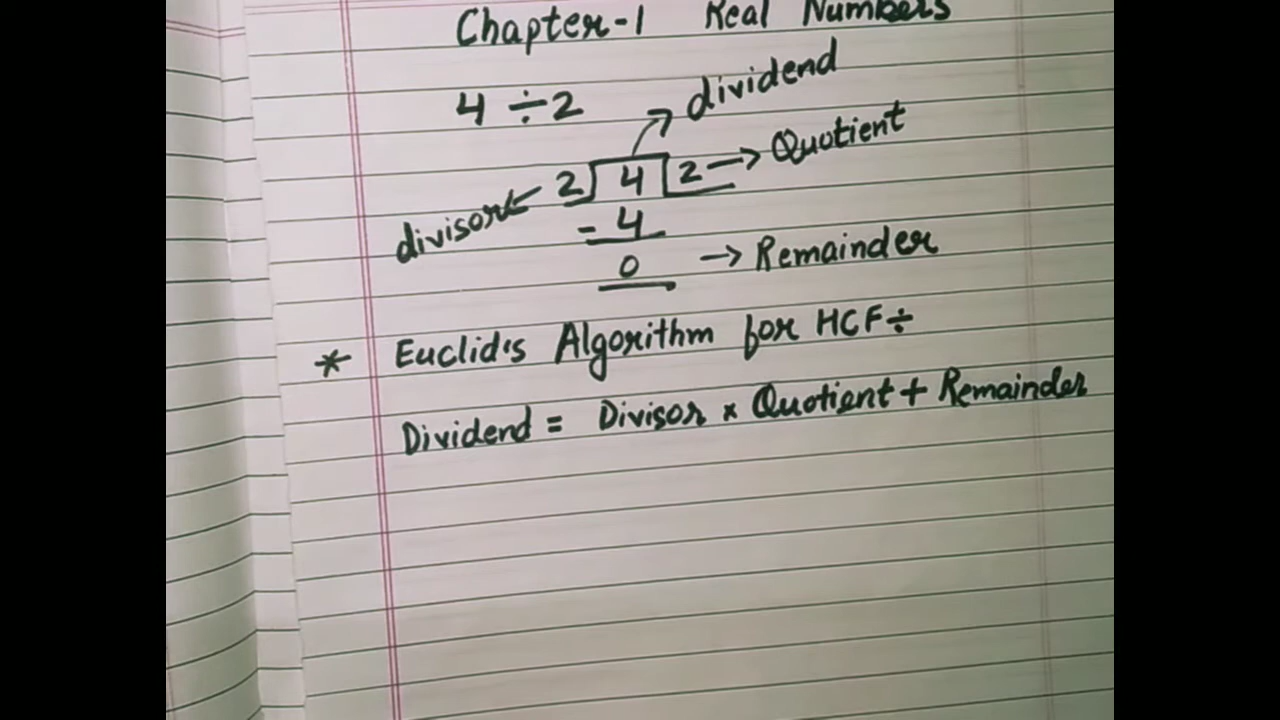 Chapter-1 Real Numbers
4 ÷ 2
dividend
2 4 2 → Quotient
divisor
- 4
0 → Remainder
* Euclid's Algorithm for HCF÷
Dividend = Divisor × Quotient + Remainder